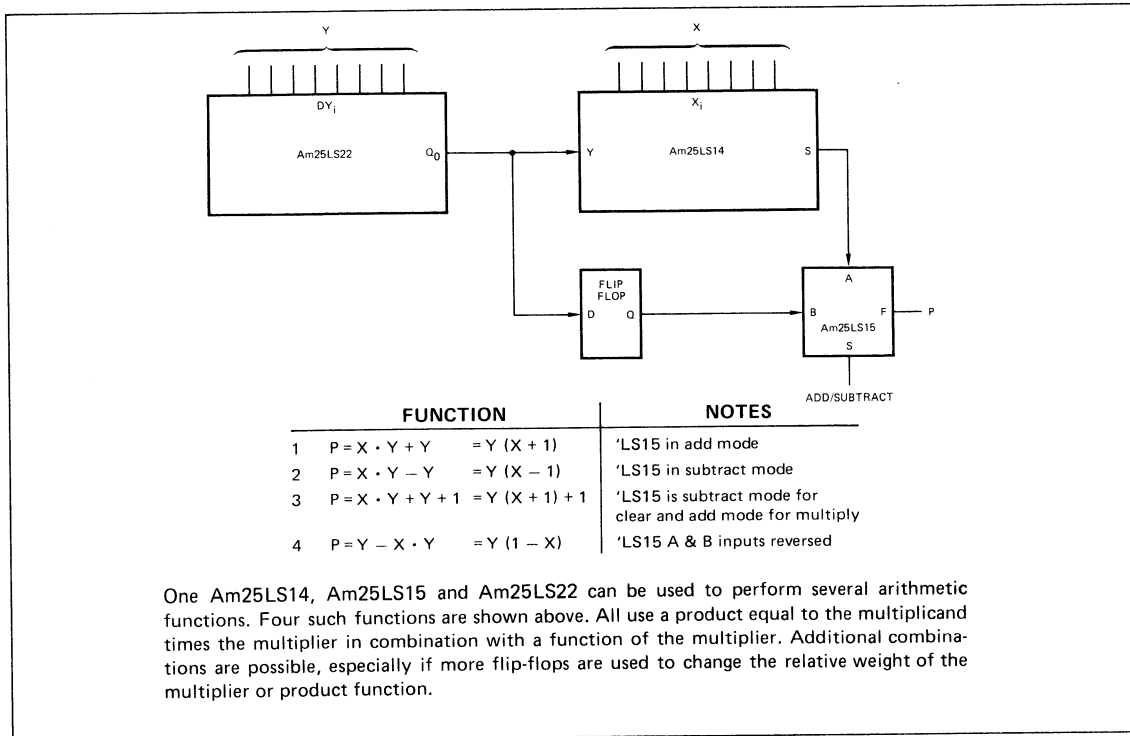 Y
X
DYi
Xi
Am25LS22
Q0
Y
Am25LS14
S
FLIP
FLOP
D
Q
A
B
F
P
Am25LS15
S
ADD/SUBTRACT
FUNCTION NOTES
1 P = X · Y + Y = Y (X + 1) 'LS15 in add mode
2 P = X · Y − Y = Y (X − 1) 'LS15 in subtract mode
3 P = X · Y + Y + 1 = Y (X + 1) + 1 'LS15 is subtract mode for
clear and add mode for multiply
4 P = Y − X · Y = Y (1 − X) 'LS15 A & B inputs reversed
One Am25LS14, Am25LS15 and Am25LS22 can be used to perform several arithmetic
functions. Four such functions are shown above. All use a product equal to the multiplicand
times the multiplier in combination with a function of the multiplier. Additional combina-
tions are possible, especially if more flip-flops are used to change the relative weight of the
multiplier or product function.